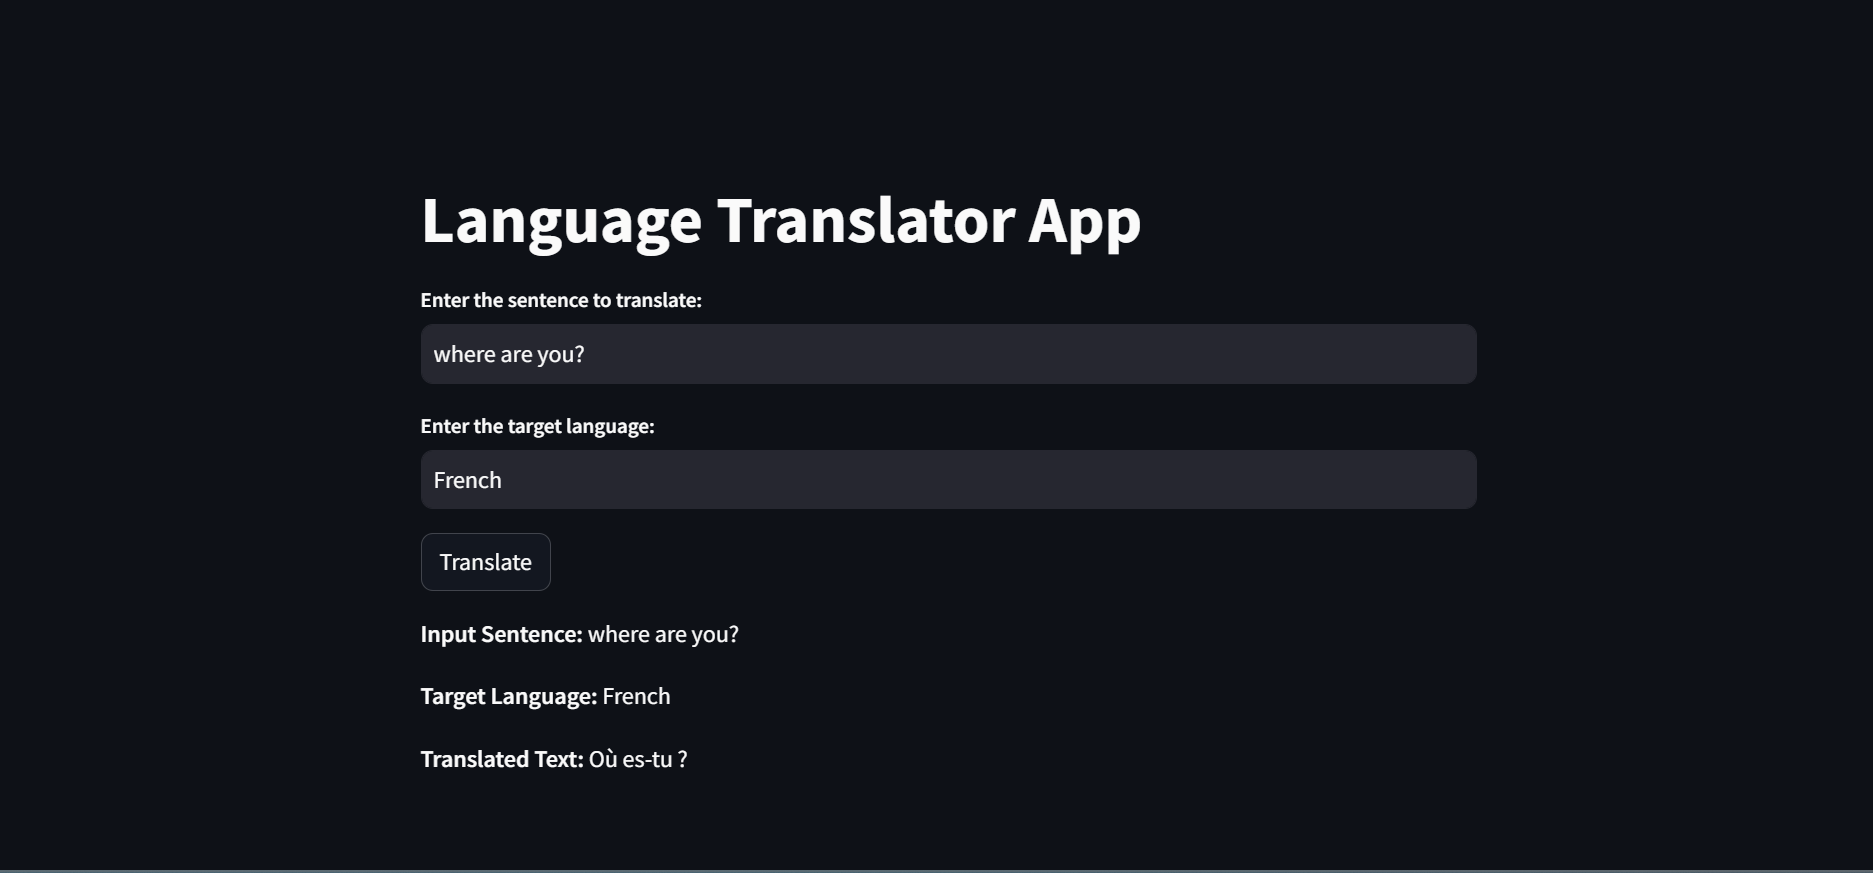 Language Translator App
Enter the sentence to translate:
where are you?
Enter the target language:
French
Translate
Input Sentence: where are you?
Target Language: French
Translated Text: Où es-tu ?